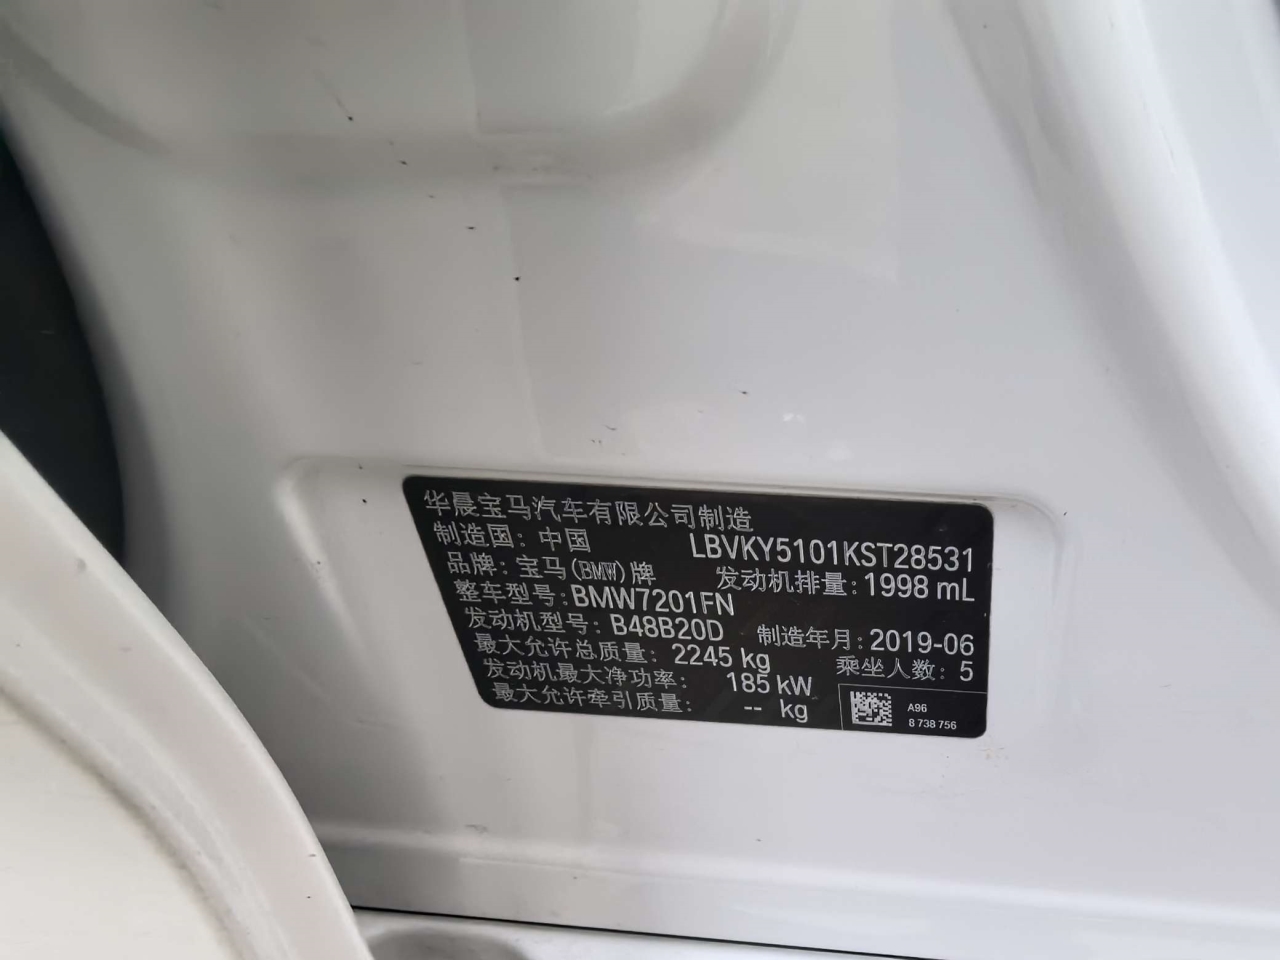 华晨宝马汽车有限公司制造
制造国：中国
LBVKY5101KST28531
品牌：宝马(BMW)牌
发动机排量：1998 mL
整车型号：BMW7201FN
发动机型号：B48B20D
制造年月：2019-06
最大允许总质量：2245 kg
乘坐人数：5
发动机最大净功率：185 kW
最大允许牵引质量：-- kg
A96
8 738 756